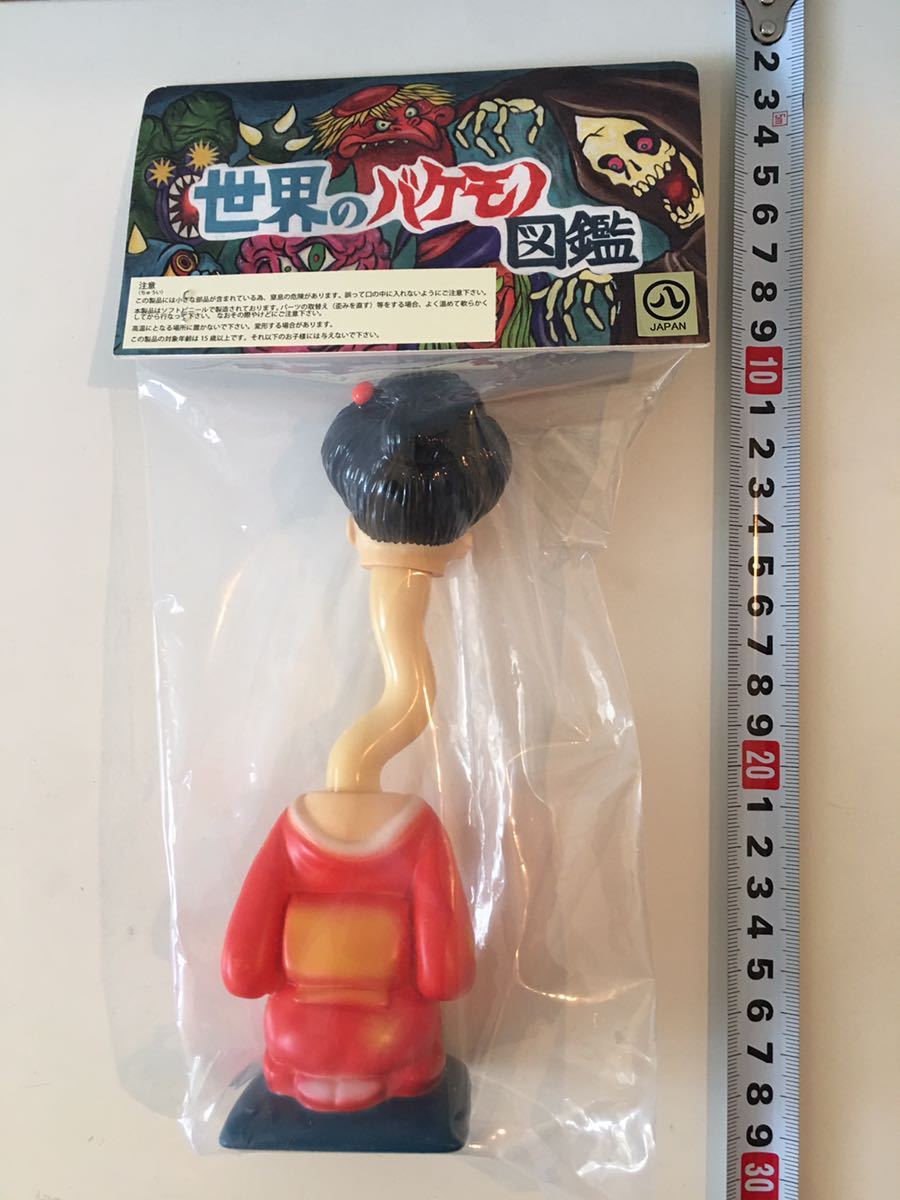 世界のバケモノ
図鑑
注意
(ちゅうい)
この製品には小さな部品が含まれている為、窒息の危険があります。誤って口の中に入れないようにご注意下さい。
本製品はソフトビニールで製造されております。パーツの取替え（歪みを直す）等をする場合、よく温めて軟らかく
してから行なって下さい。なおその際やけどにご注意下さい。
高温にとなる場所に置かないで下さい。変形する場合があります。
この製品の対象年齢は15歳以上です。それ以下のお子様には与えないで下さい。
八
JAPAN
2
3
4
5
6
7
8
9
10
1
2
3
4
5
6
7
8
9
20
1
2
3
4
5
6
7
8
9
30